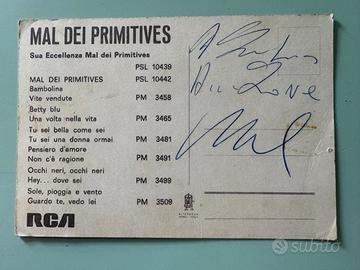 MAL DEI PRIMITIVES
Sua Eccellenza Mal dei Primitives
PSL 10439
MAL DEI PRIMITIVES PSL 10442
Bambolina
Vite vendute PM 3458
Betty blu
Una volta nella vita PM 3465
Tu sei bella come sei
Tu sei una donna ormai PM 3481
Pensiero d'amore
Non c'è ragione PM 3491
Occhi neri, occhi neri
Hey... dove sei PM 3499
Sole, pioggia e vento
Guardo te, vedo lei PM 3509
RCA
A
Mal
subito